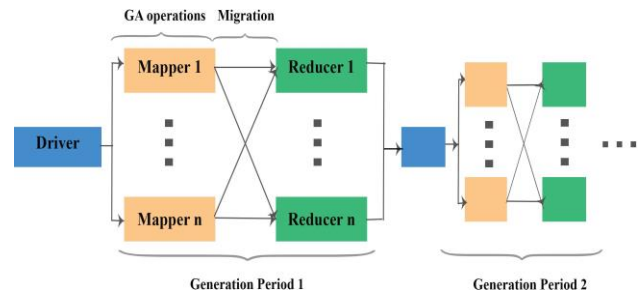 GA operations Migration
Mapper 1 Reducer 1
Driver
Mapper n Reducer n
Generation Period 1 Generation Period 2